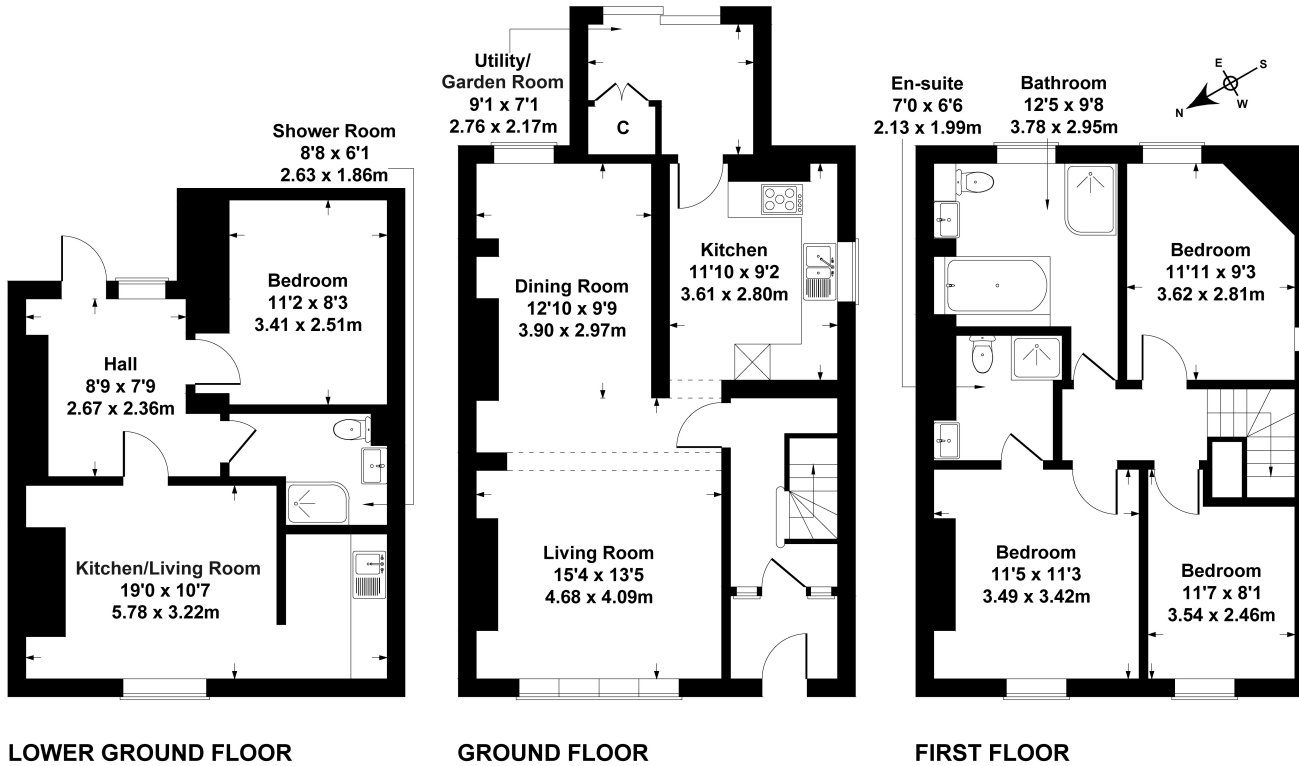 Utility/
Garden Room
9'1 x 7'1
2.76 x 2.17m
C
En-suite
7'0 x 6'6
2.13 x 1.99m
Bathroom
12'5 x 9'8
3.78 x 2.95m
E
S
N
W
Shower Room
8'8 x 6'1
2.63 x 1.86m
Bedroom
11'2 x 8'3
3.41 x 2.51m
Hall
8'9 x 7'9
2.67 x 2.36m
Kitchen/Living Room
19'0 x 10'7
5.78 x 3.22m
Dining Room
12'10 x 9'9
3.90 x 2.97m
Kitchen
11'10 x 9'2
3.61 x 2.80m
Living Room
15'4 x 13'5
4.68 x 4.09m
Bedroom
11'11 x 9'3
3.62 x 2.81m
Bedroom
11'5 x 11'3
3.49 x 3.42m
Bedroom
11'7 x 8'1
3.54 x 2.46m
LOWER GROUND FLOOR
GROUND FLOOR
FIRST FLOOR